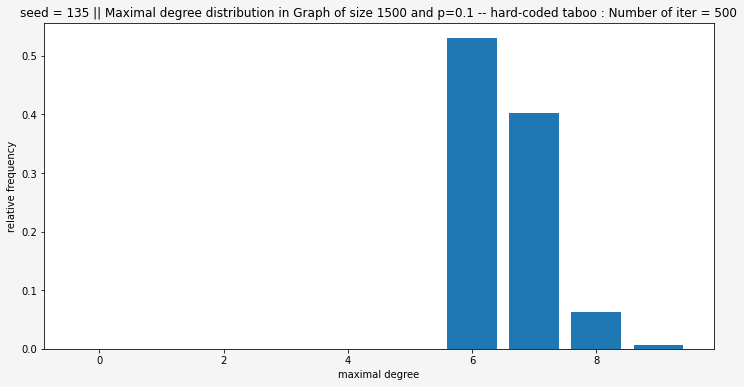 seed = 135 || Maximal degree distribution in Graph of size 1500 and p=0.1 -- hard-coded taboo : Number of iter = 500
relative frequency
0.5
0.4
0.3
0.2
0.1
0.0
0 2 4 6 8
maximal degree